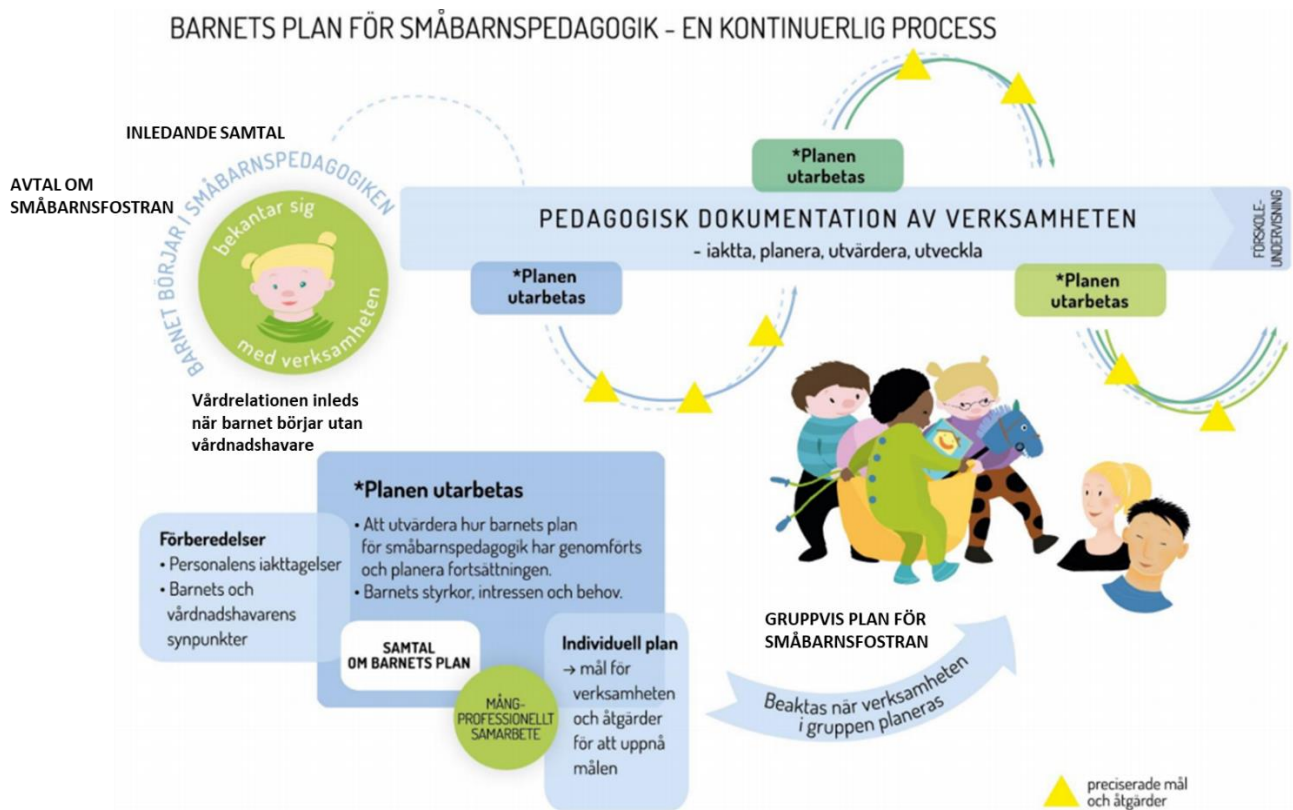 BARNETS PLAN FÖR SMÅBARNSPEDAGOGIK - EN KONTINUERLIG PROCESS
INLEDANDE SAMTAL
AVTAL OM
SMÅBARNSFOSTRAN
BARNET BÖRJAR I SMÅBARNSPEDAGOGIKEN
bekantar sig
med verksamheten
Vårdrelationen inleds
när barnet börjar utan
vårdnadshavare
*Planen
utarbetas
PEDAGOGISK DOKUMENTATION AV VERKSAMHETEN
- iaktta, planera, utvärdera, utveckla
FÖRSKOLE-
UNDERVISNING
*Planen
utarbetas
*Planen
utarbetas
*Planen utarbetas
• Att utvärdera hur barnets plan
för småbarnspedagogik har genomförts
och planera fortsättningen.
• Barnets styrkor, intressen och behov.
Förberedelser
• Personalens iakttagelser
• Barnets och
vårdnadshavarens
synpunkter
SAMTAL
OM BARNETS PLAN
MÅNG-
PROFESSIONELLT
SAMARBETE
Individuell plan
→ mål för
verksamheten
och åtgärder
för att uppnå
målen
GRUPPVIS PLAN FÖR
SMÅBARNSFOSTRAN
Beaktas när verksamheten
i gruppen planeras
preciserade mål
och åtgärder